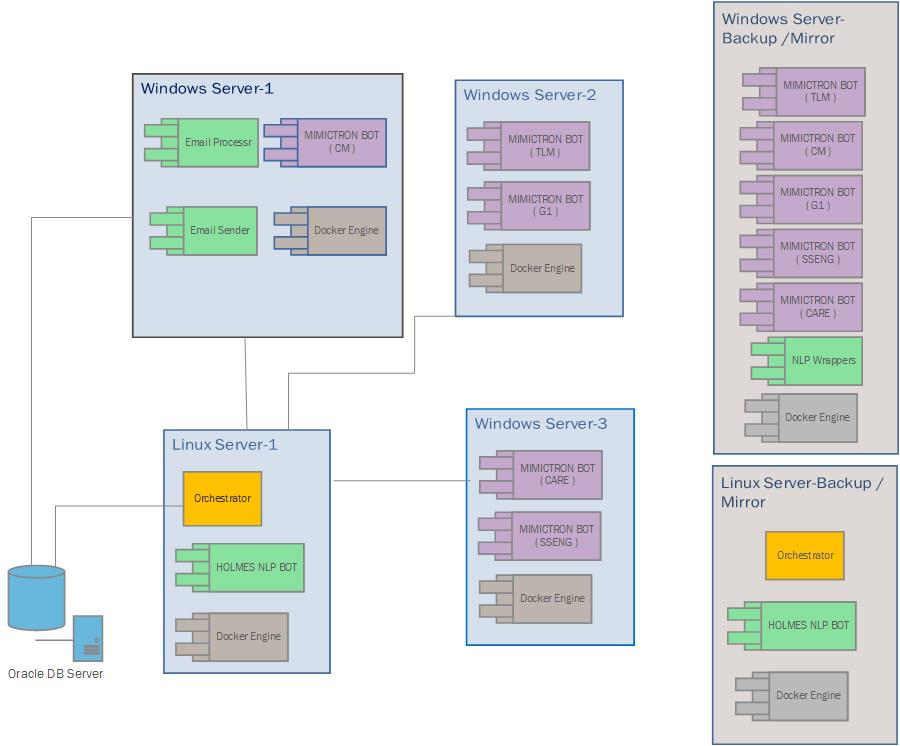 Windows Server-1
Email Processr
MIMICTRON BOT
( CM )
Email Sender
Docker Engine
Windows Server-2
MIMICTRON BOT
( TLM )
MIMICTRON BOT
( G1 )
Docker Engine
Linux Server-1
Orchestrator
HOLMES NLP BOT
Docker Engine
Windows Server-3
MIMICTRON BOT
( CARE )
MIMICTRON BOT
(SSENG )
Docker Engine
Oracle DB Server
Windows Server-
Backup /Mirror
MIMICTRON BOT
( TLM )
MIMICTRON BOT
( CM )
MIMICTRON BOT
( G1 )
MIMICTRON BOT
( SSENG )
MIMICTRON BOT
( CARE )
NLP Wrappers
Docker Engine
Linux Server-Backup /
Mirror
Orchestrator
HOLMES NLP BOT
Docker Engine